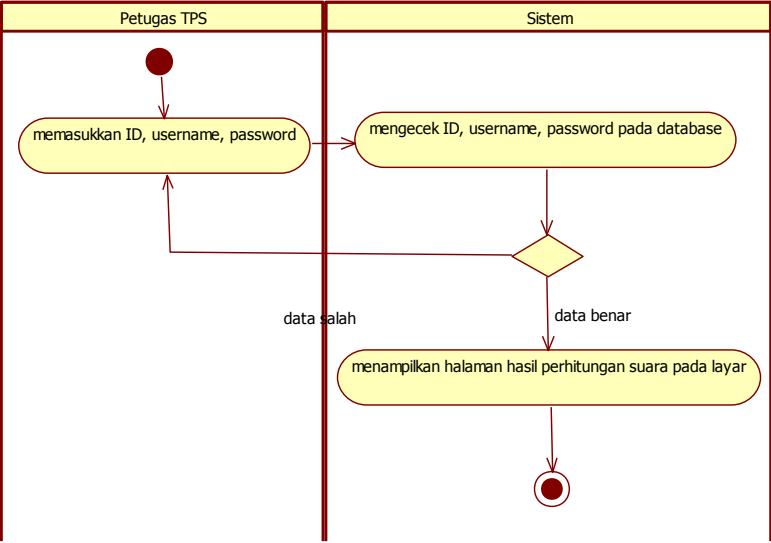 Petugas TPS
Sistem
memasukkan ID, username, password
mengecek ID, username, password pada database
data salah
data benar
menampilkan halaman hasil perhitungan suara pada layar